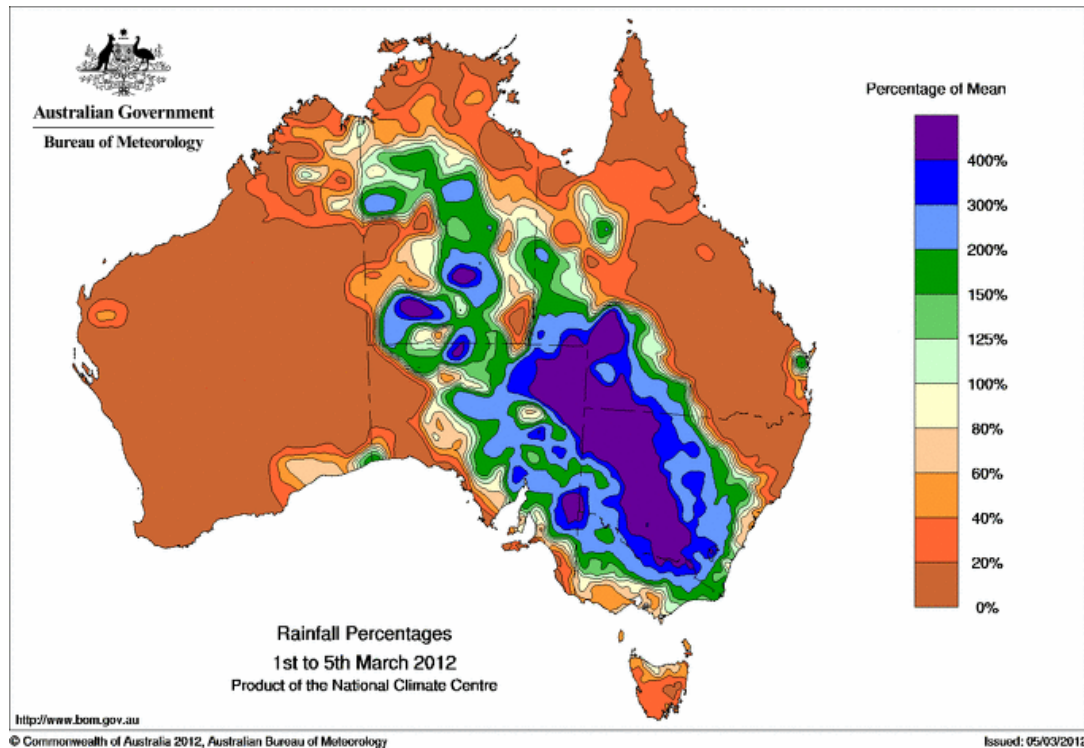 Australian Government
Bureau of Meteorology
Percentage of Mean
400%
300%
200%
150%
125%
100%
80%
60%
40%
20%
0%
Rainfall Percentages
1st to 5th March 2012
Product of the National Climate Centre
http://www.bom.gov.au
© Commonwealth of Australia 2012, Australian Bureau of Meteorology
Issued: 05/03/2012